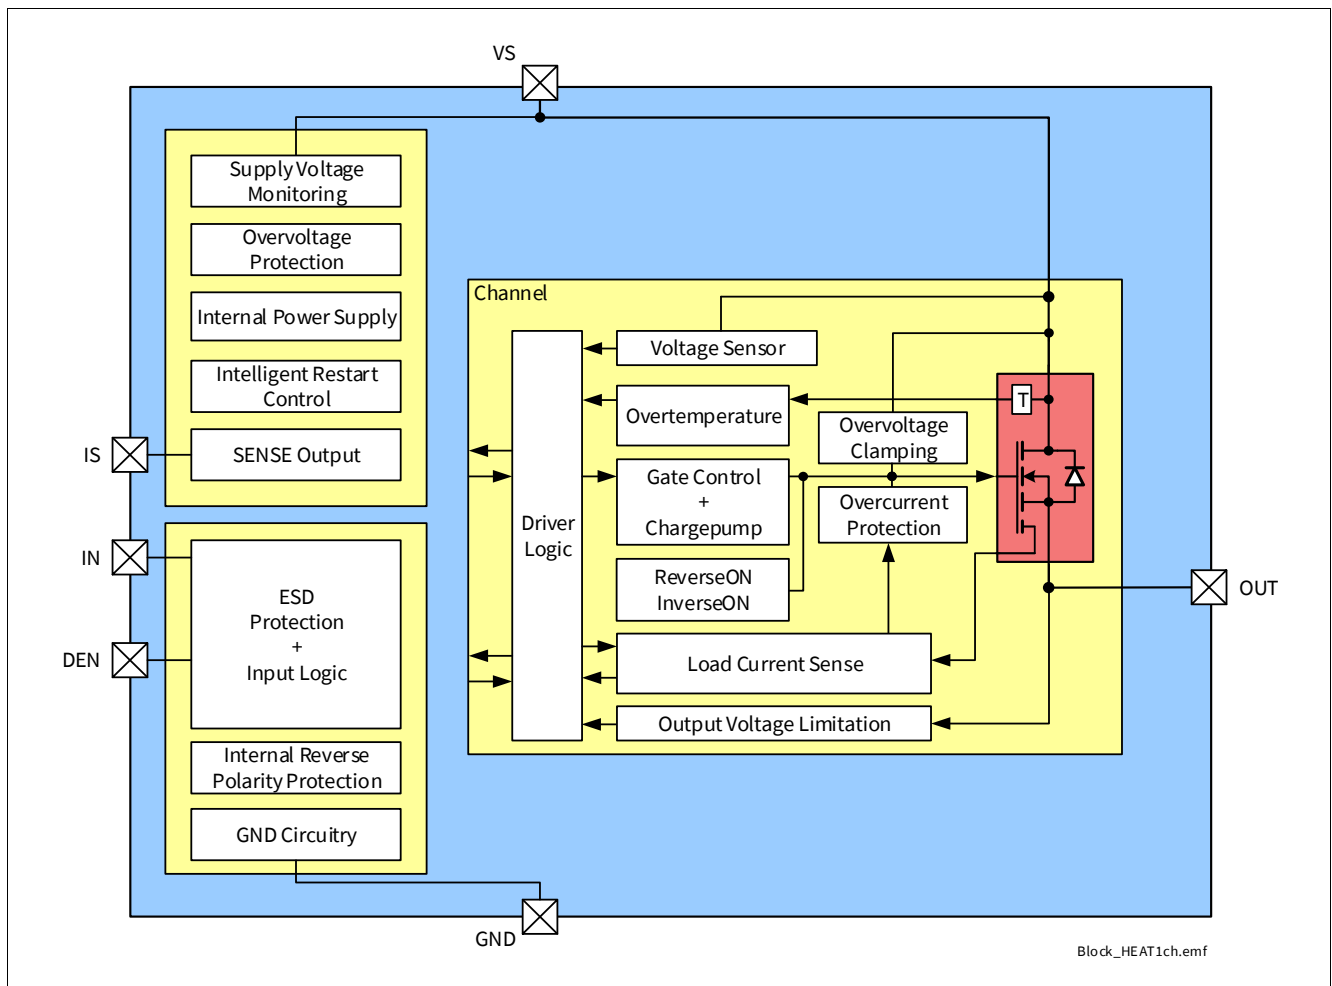 VS
Supply Voltage
Monitoring
Overvoltage
Protection
Internal Power Supply
Intelligent Restart
Control
IS
SENSE Output
IN
DEN
ESD
Protection
+
Input Logic
Internal Reverse
Polarity Protection
GND Circuitry
GND
Channel
Driver
Logic
Voltage Sensor
Overtemperature
T
Overvoltage
Clamping
Gate Control
+
Chargepump
Overcurrent
Protection
ReverseON
InverseON
Load Current Sense
Output Voltage Limitation
OUT
Block_HEAT1ch.emf